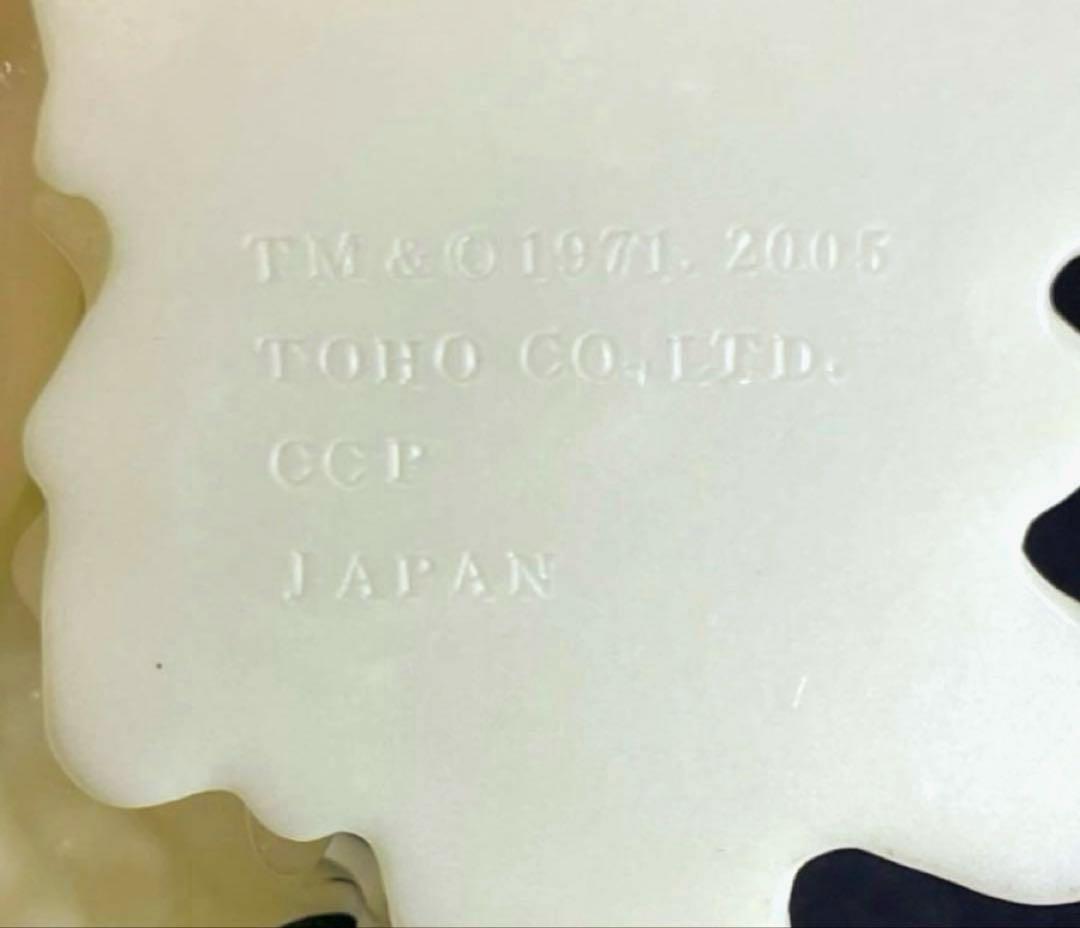 TM & © 1971. 2005
TOHO CO.,LTD.
CCP
JAPAN